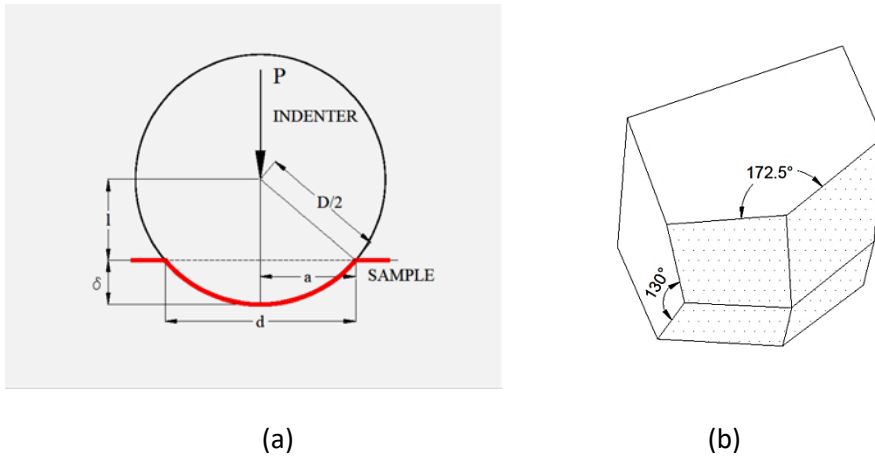 P
INDENTER
D/2
l
a
SAMPLE
δ
d
172.5°
130°
(a)
(b)